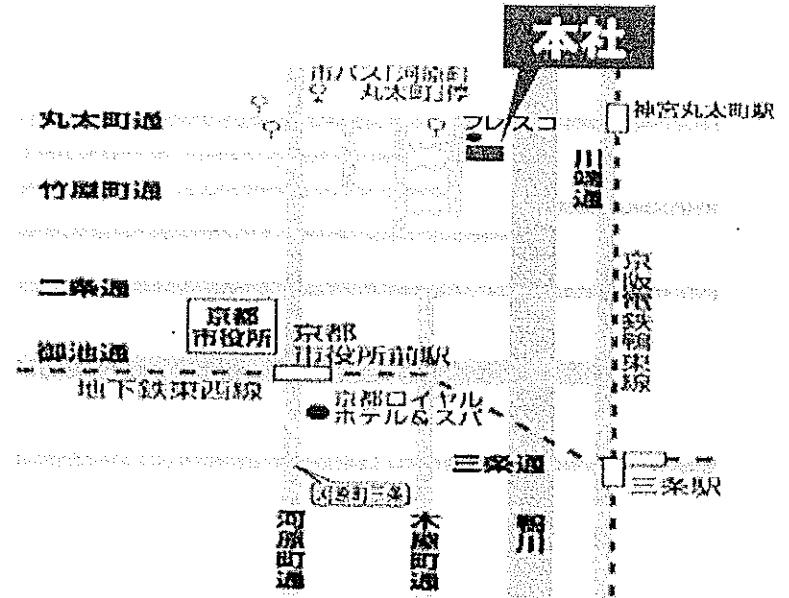 本社
市バス「河原町
丸太町」停
丸太町通
フレスコ
神宮丸太町駅
川端通
竹屋町通
京阪電鉄鴨東線
二条通
京都
市役所
京都
市役所前駅
御池通
地下鉄東西線
京都ロイヤル
ホテル&スパ
三条通
三条駅
河原町三条
河原町通
木屋町通
鴨川